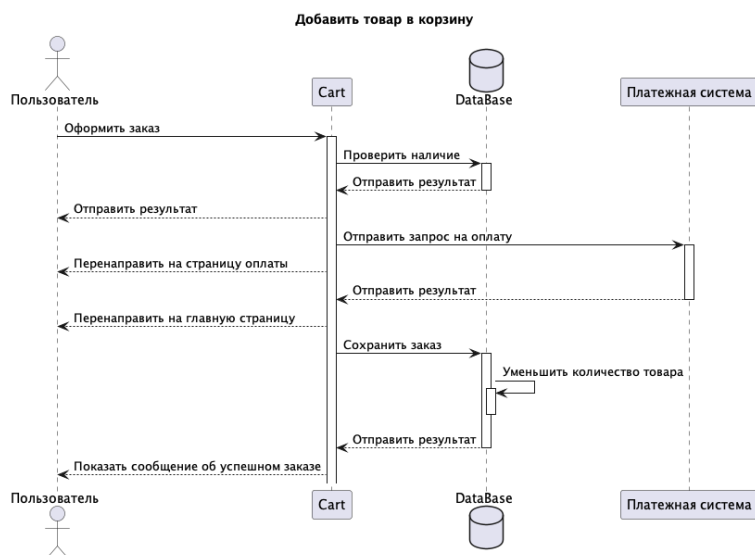 Добавить товар в корзину
Пользователь
Cart
DataBase
Платежная система
Оформить заказ
Проверить наличие
Отправить результат
Отправить результат
Отправить запрос на оплату
Перенаправить на страницу оплаты
Отправить результат
Перенаправить на главную страницу
Сохранить заказ
Уменьшить количество товара
Отправить результат
Показать сообщение об успешном заказе
Пользователь
Cart
DataBase
Платежная система